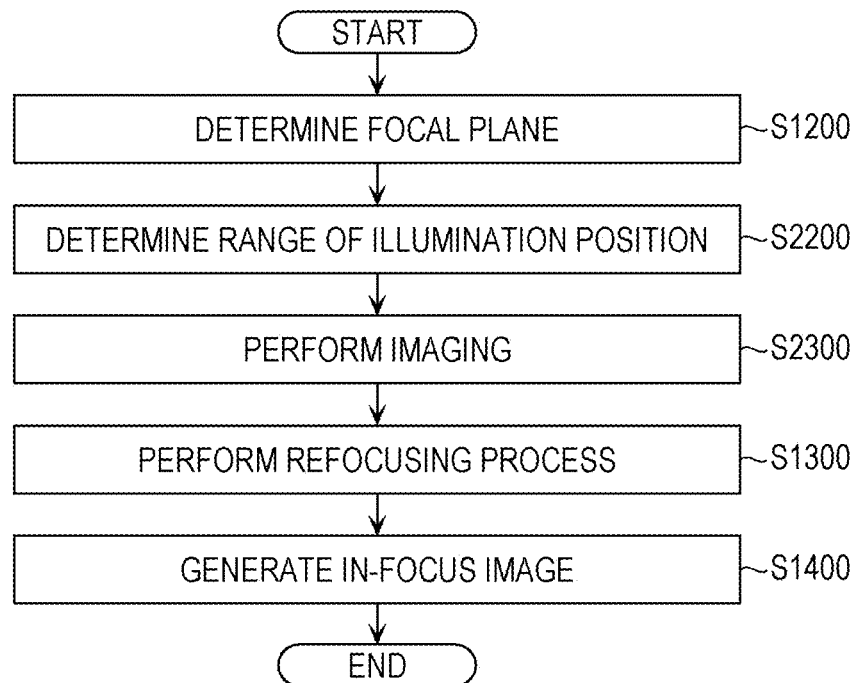 START
DETERMINE FOCAL PLANE
S1200
DETERMINE RANGE OF ILLUMINATION POSITION
S2200
PERFORM IMAGING
S2300
PERFORM REFOCUSING PROCESS
S1300
GENERATE IN-FOCUS IMAGE
S1400
END